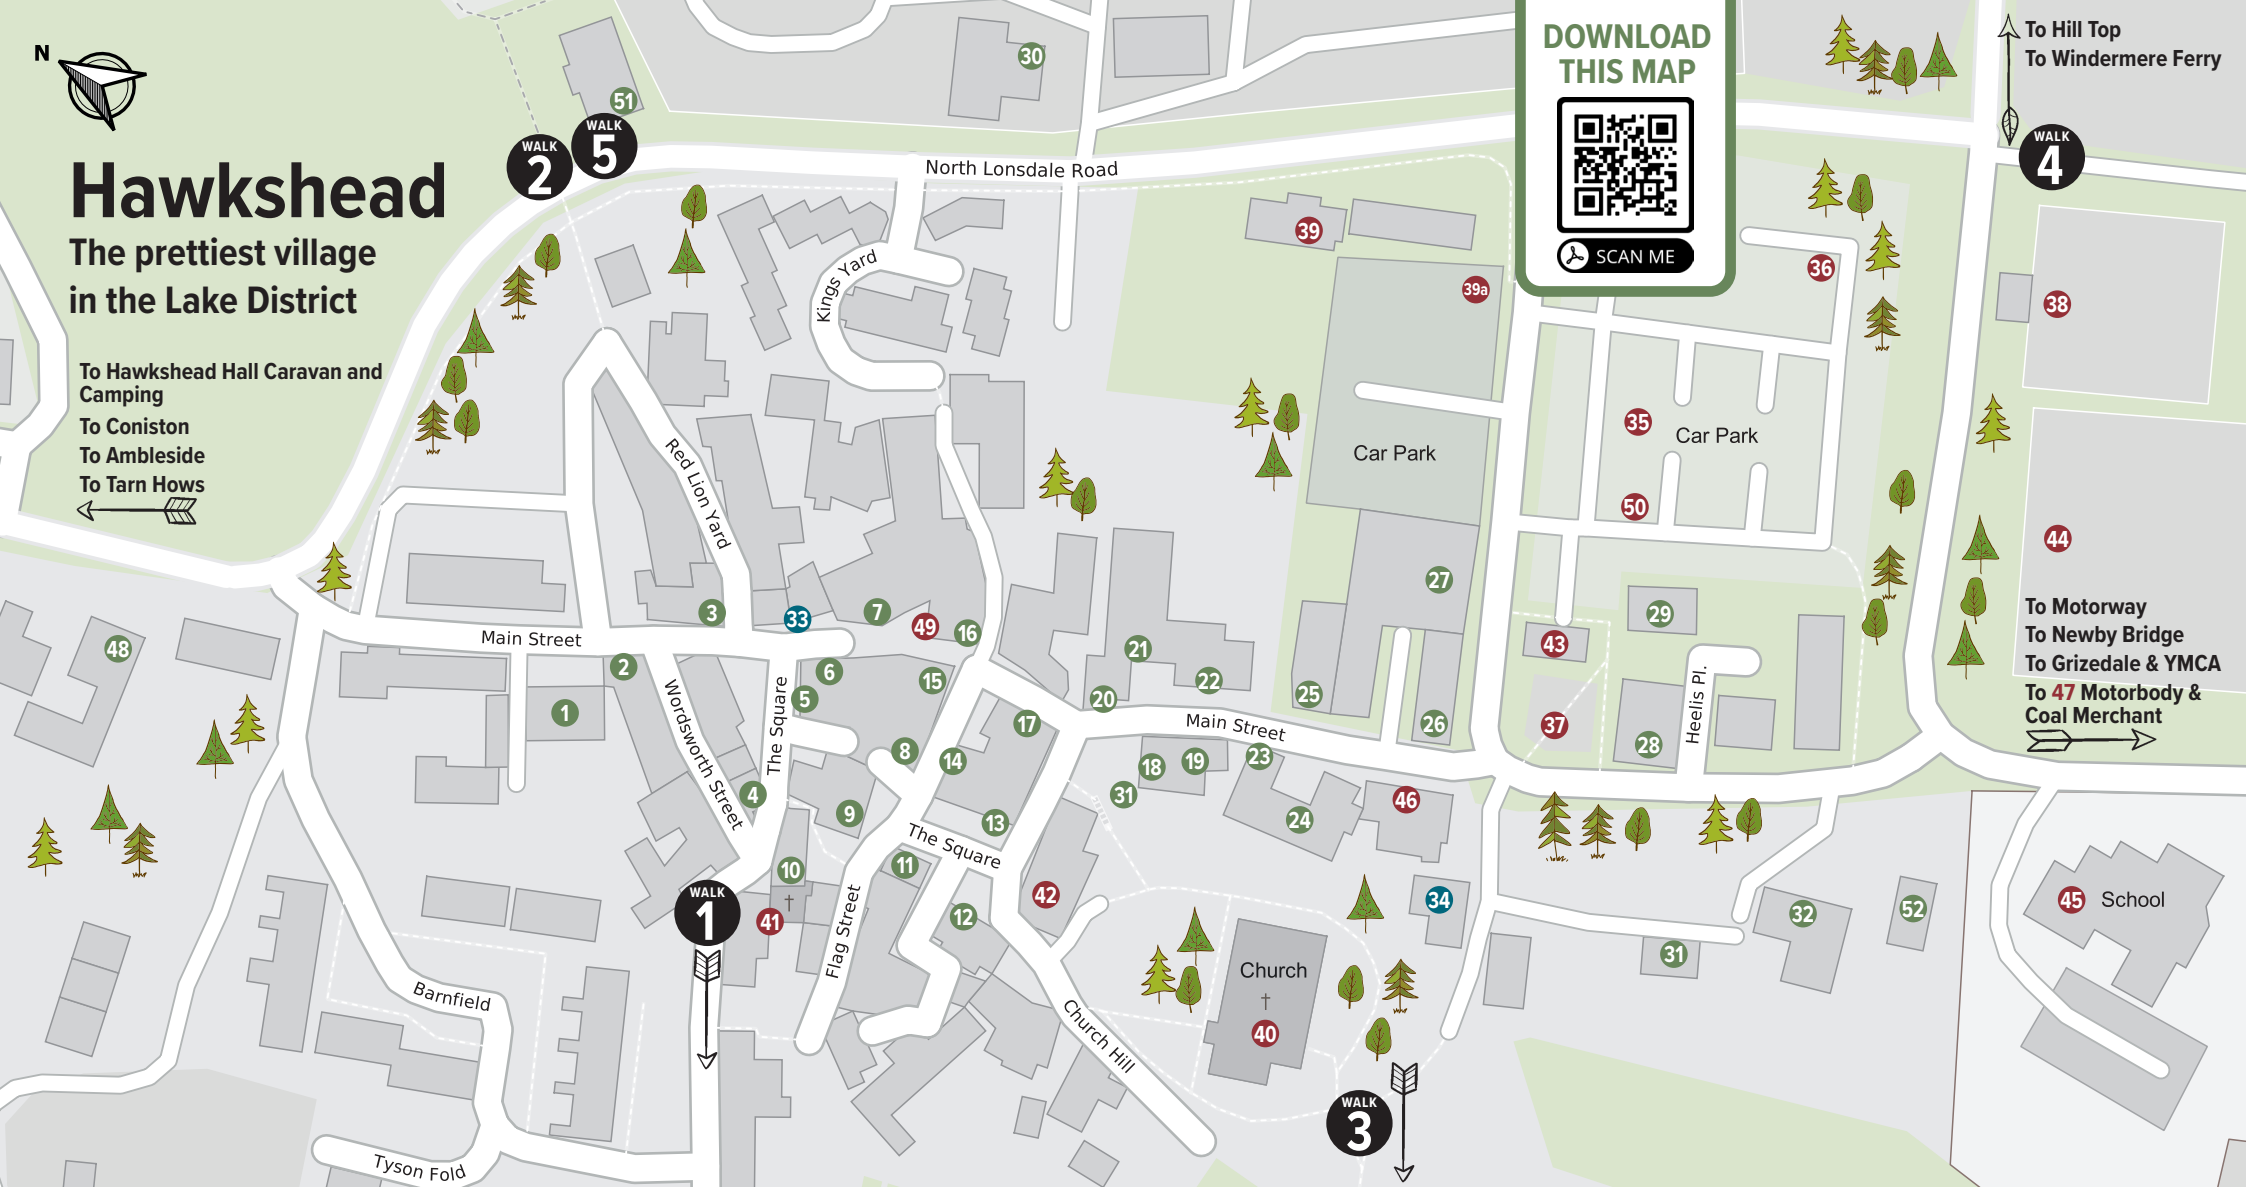 N
Hawkshead
The prettiest village
in the Lake District
To Hawkshead Hall Caravan and
Camping
To Coniston
To Ambleside
To Tarn Hows
DOWNLOAD
THIS MAP
SCAN ME
To Hill Top
To Windermere Ferry
WALK
4
WALK
2
WALK
5
51
30
North Lonsdale Road
Kings Yard
39
39a
36
38
35
Car Park
Car Park
50
44
Red Lion Yard
27
29
43
To Motorway
To Newby Bridge
To Grizedale & YMCA
To 47 Motorbody &
Coal Merchant
48
Main Street
3
33
7
49
16
2
1
6
5
15
21
22
20
25
26
37
28
Heelis Pl.
Wordsworth Street
The Square
17
Main Street
8
14
18
19
23
31
4
9
13
24
46
The Square
10
11
42
34
WALK
1
41
Flag Street
12
Church
40
32
52
31
45
School
Barnfield
Church Hill
WALK
3
Tyson Fold